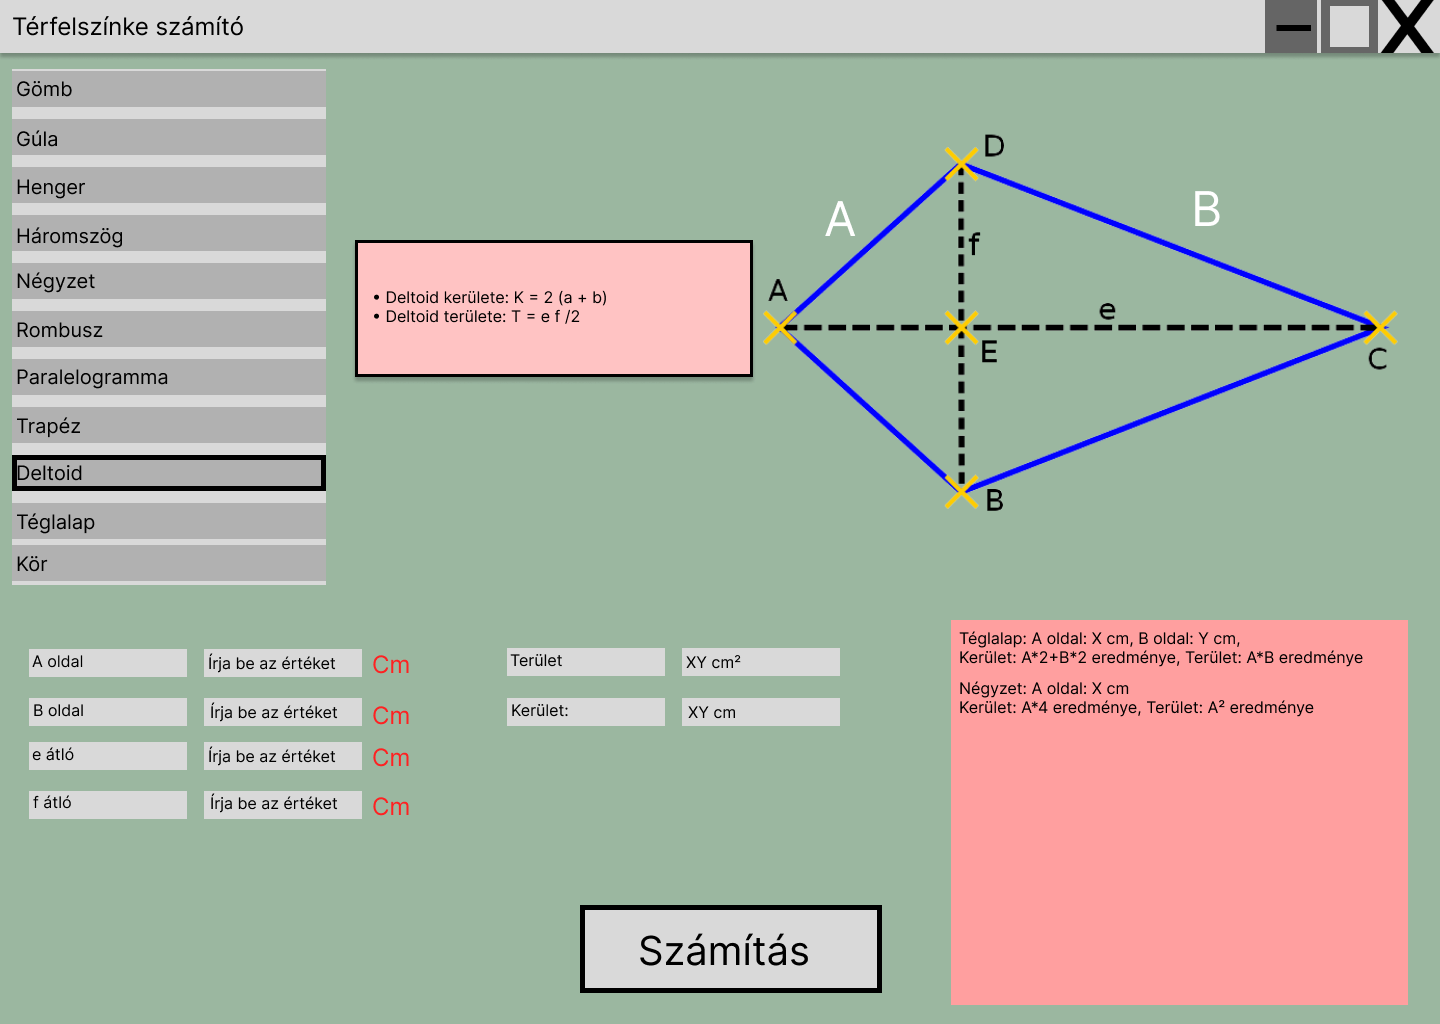 Térfelszínke számító
X
Gömb
Gúla
Henger
Háromszög
Négyzet
Rombusz
Paralelogramma
Trapéz
Deltoid
Téglalap
Kör
• Deltoid kerülete: K = 2 (a + b)
• Deltoid területe: T = e f /2
D
A
B
f
A
e
E
C
B
A oldal
Írja be az értéket
Cm
B oldal
Írja be az értéket
Cm
e átló
Írja be az értéket
Cm
f átló
Írja be az értéket
Cm
Terület
XY cm²
Kerület:
XY cm
Téglalap: A oldal: X cm, B oldal: Y cm,
Kerület: A*2+B*2 eredménye, Terület: A*B eredménye
Négyzet: A oldal: X cm
Kerület: A*4 eredménye, Terület: A² eredménye
Számítás